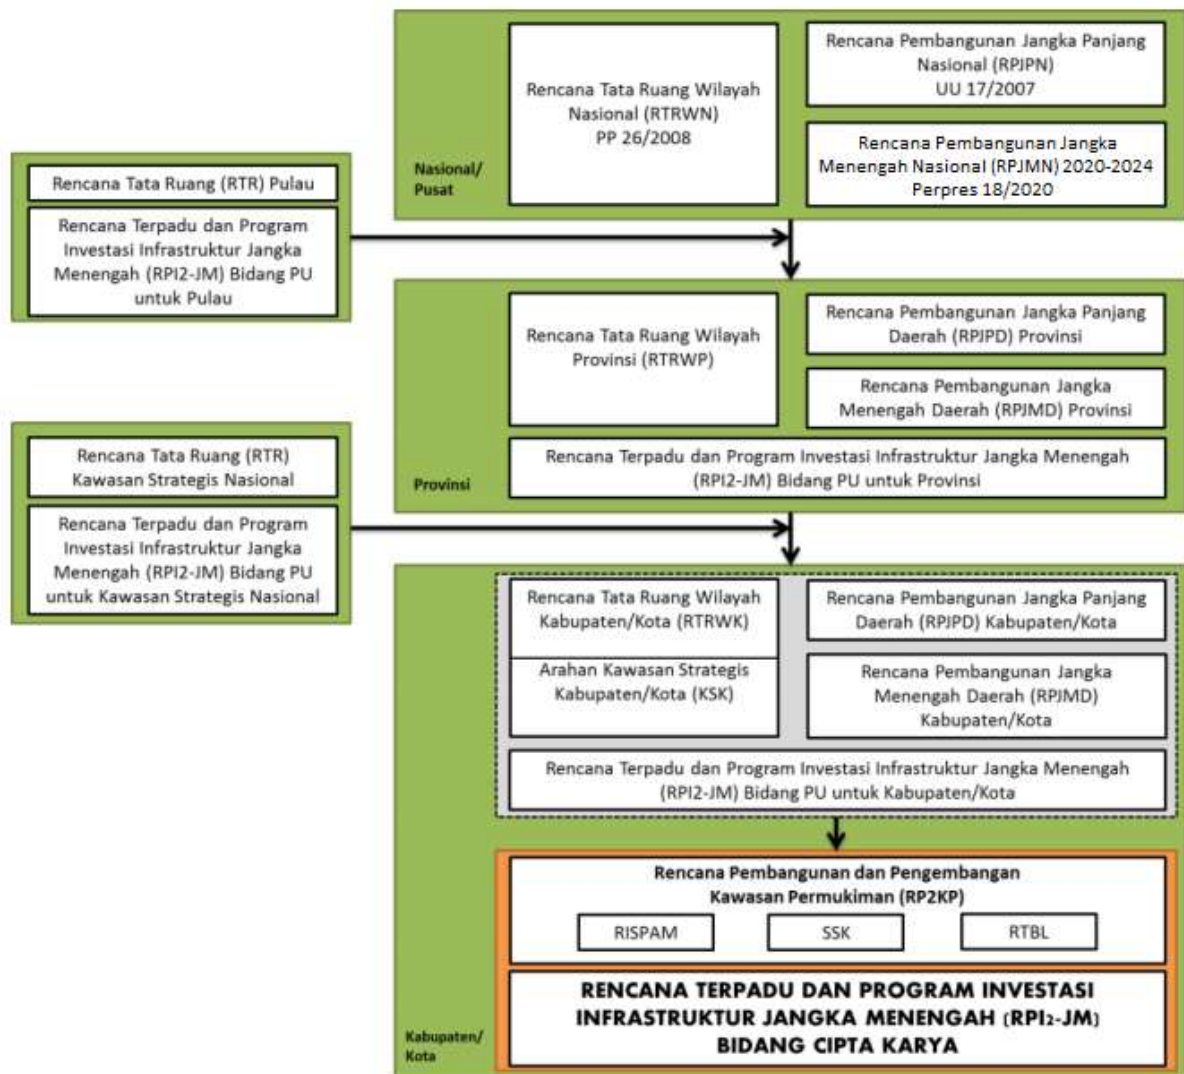 Rencana Tata Ruang Wilayah
Nasional (RTRWN)
PP 26/2008
Rencana Pembangunan Jangka Panjang
Nasional (RPJPN)
UU 17/2007
Rencana Pembangunan Jangka
Menengah Nasional (RPJMN) 2020-2024
Perpres 18/2020
Nasional/
Pusat
Rencana Tata Ruang (RTR) Pulau
Rencana Terpadu dan Program
Investasi Infrastruktur Jangka
Menengah (RPI2-JM) Bidang PU
untuk Pulau
Rencana Tata Ruang Wilayah
Provinsi (RTRWP)
Rencana Pembangunan Jangka Panjang
Daerah (RPJPD) Provinsi
Rencana Pembangunan Jangka
Menengah Daerah (RPJMD) Provinsi
Rencana Terpadu dan Program Investasi Infrastruktur Jangka Menengah
(RPI2-JM) Bidang PU untuk Provinsi
Provinsi
Rencana Tata Ruang (RTR)
Kawasan Strategis Nasional
Rencana Terpadu dan Program
Investasi Infrastruktur Jangka
Menengah (RPI2-JM) Bidang PU
untuk Kawasan Strategis Nasional
Rencana Tata Ruang Wilayah
Kabupaten/Kota (RTRWK)
Arahan Kawasan Strategis
Kabupaten/Kota (KSK)
Rencana Pembangunan Jangka Panjang
Daerah (RPJPD) Kabupaten/Kota
Rencana Pembangunan Jangka
Menengah Daerah (RPJMD)
Kabupaten/Kota
Rencana Terpadu dan Program Investasi Infrastruktur Jangka Menengah
(RPI2-JM) Bidang PU untuk Kabupaten/Kota
Rencana Pembangunan dan Pengembangan
Kawasan Permukiman (RP2KP)
RISPAM
SSK
RTBL
RENCANA TERPADU DAN PROGRAM INVESTASI
INFRASTRUKTUR JANGKA MENENGAH (RPI2-JM)
BIDANG CIPTA KARYA
Kabupaten/
Kota